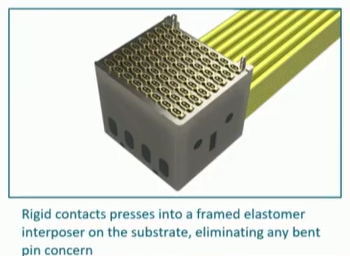 Rigid contacts presses into a framed elastomer
interposer on the substrate, eliminating any bent
pin concern